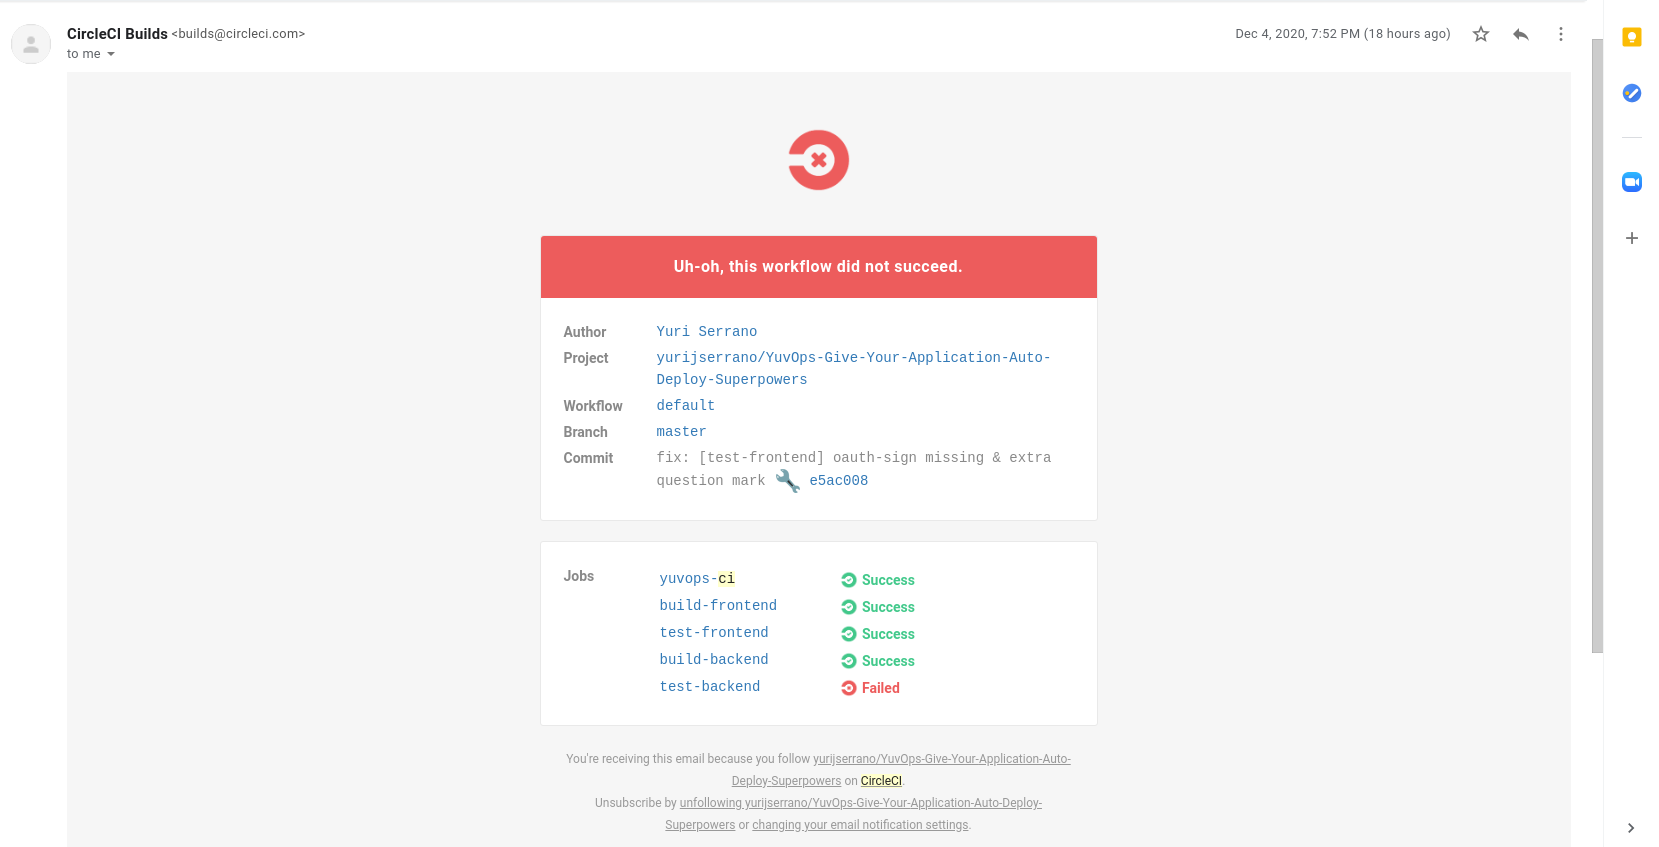 CircleCI Builds <builds@circleci.com>
Dec 4, 2020, 7:52 PM (18 hours ago)
to me
Uh-oh, this workflow did not succeed.
Author Yuri Serrano
Project yurijserrano/YuvOps-Give-Your-Application-Auto-
Deploy-Superpowers
Workflow default
Branch master
Commit fix: [test-frontend] oauth-sign missing & extra
question mark 🔧 e5ac008
Jobs yuvops-ci Success
build-frontend Success
test-frontend Success
build-backend Success
test-backend Failed
You're receiving this email because you follow yurijserrano/YuvOps-Give-Your-Application-Auto-
Deploy-Superpowers on CircleCI.
Unsubscribe by unfollowing yurijserrano/YuvOps-Give-Your-Application-Auto-Deploy-
Superpowers or changing your email notification settings.